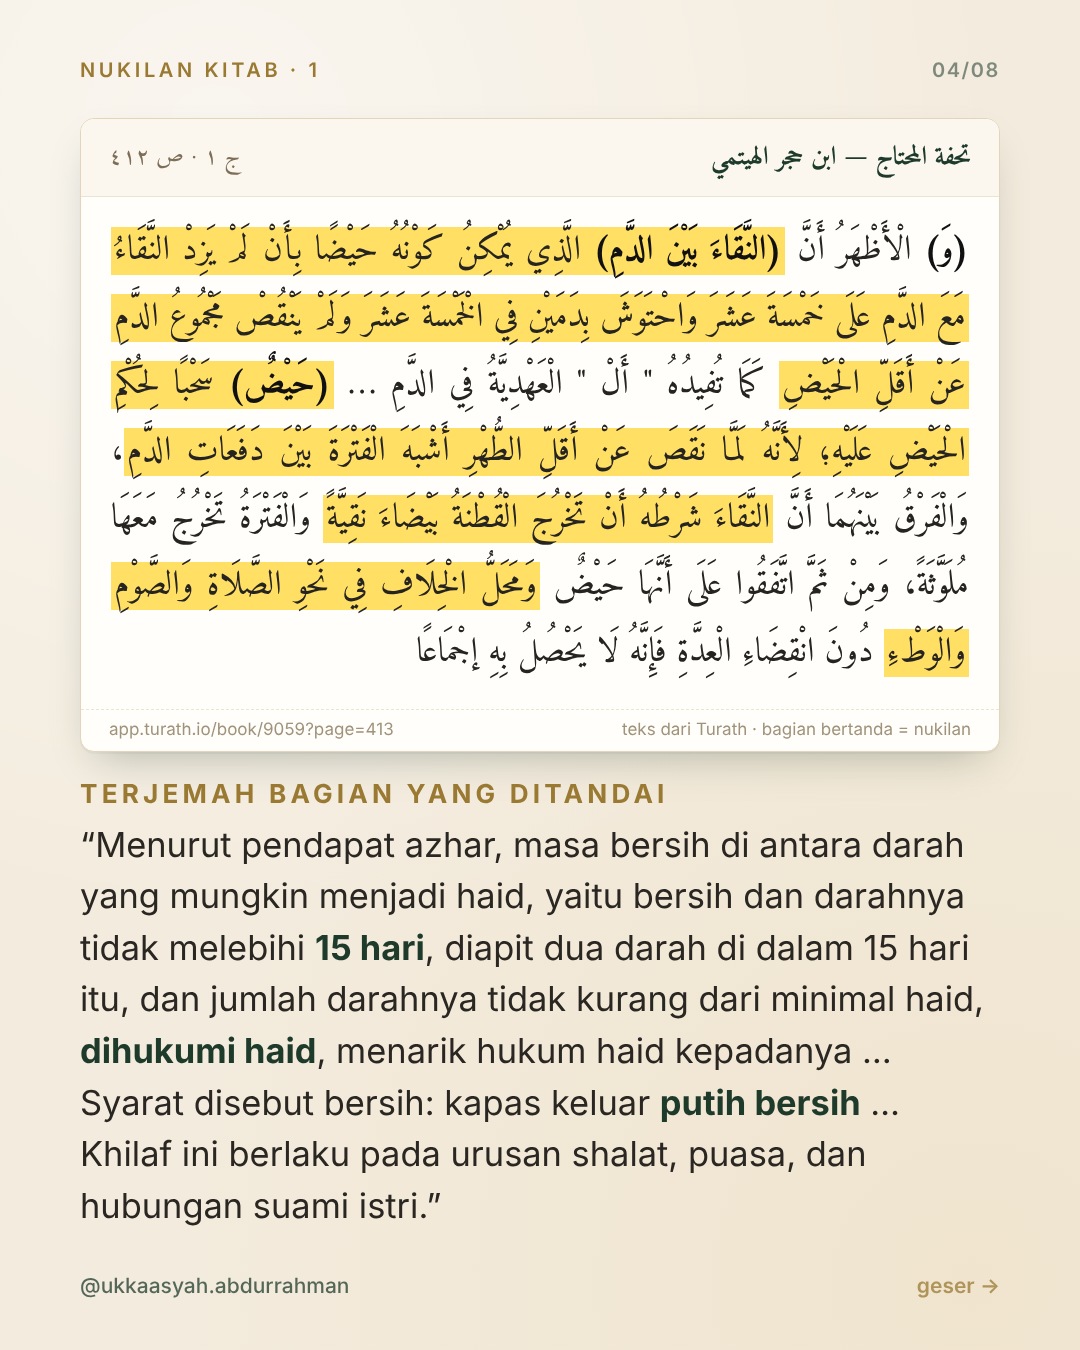 NUKILAN KITAB · 1
04/08
تحفة المحتاج — ابن حجر الهيتمي
ج ١ · ص ٤١٢
(وَ) الْأَظْهَرُ أَنَّ (النَّقَاءَ بَيْنَ الدَّمِ) الَّذِي يُمْكِنُ كَوْنُهُ حَيْضًا بِأَنْ لَمْ يَزِدْ النَّقَاءُ
مَعَ الدَّمِ عَلَى خَمْسَةَ عَشَرَ وَاحْتَوَشَ بِدَمَيْنِ فِي الْخَمْسَةَ عَشَرَ وَلَمْ يَنْقُصْ مَجْمُوعُ الدَّمِ
عَنْ أَقَلِّ الْحَيْضِ كَمَا تُفِيدُهُ " أَلْ " الْعَهْدِيَّةُ فِي الدَّمِ ... (حَيْضٌ) سَحْبًا لِحُكْمِ
الْحَيْضِ عَلَيْهِ؛ لِأَنَّهُ لَمَّا نَقَصَ عَنْ أَقَلِّ الطُّهْرِ أَشْبَهَ الْفَتْرَةَ بَيْنَ دَفَعَاتِ الدَّمِ،
وَالْفَرْقُ بَيْنَهُمَا أَنَّ النَّقَاءَ شَرْطُهُ أَنْ تَخْرُجَ الْقُطْنَةُ بَيْضَاءَ نَقِيَّةً وَالْفَتْرَةُ تَخْرُجُ مَعَهَا
مُلَوَّثَةً، وَمِنْ ثَمَّ اتَّفَقُوا عَلَى أَنَّهَا حَيْضٌ وَمَحَلُّ الْخِلَافِ فِي نَحْوِ الصَّلَاةِ وَالصَّوْمِ
وَالْوَطْءِ دُونَ انْقِضَاءِ الْعِدَّةِ فَإِنَّهُ لَا يَحْصُلُ بِهِ إجْمَاعًا
app.turath.io/book/9059?page=413
teks dari Turath · bagian bertanda = nukilan
TERJEMAH BAGIAN YANG DITANDAI
“Menurut pendapat azhar, masa bersih di antara darah
yang mungkin menjadi haid, yaitu bersih dan darahnya
tidak melebihi 15 hari, diapit dua darah di dalam 15 hari
itu, dan jumlah darahnya tidak kurang dari minimal haid,
dihukumi haid, menarik hukum haid kepadanya ...
Syarat disebut bersih: kapas keluar putih bersih ...
Khilaf ini berlaku pada urusan shalat, puasa, dan
hubungan suami istri.”
@ukkaasyah.abdurrahman
geser →